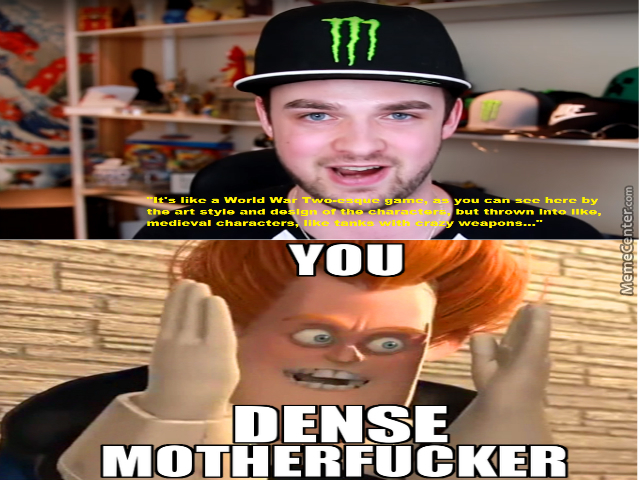 "It's like a World War Two-esque game, as you can see here by
the art style and design of the characters, but thrown into like,
medieval characters, like tanks with crazy weapons..."
MemeCenter.com
YOU
DENSE
MOTHERFUCKER